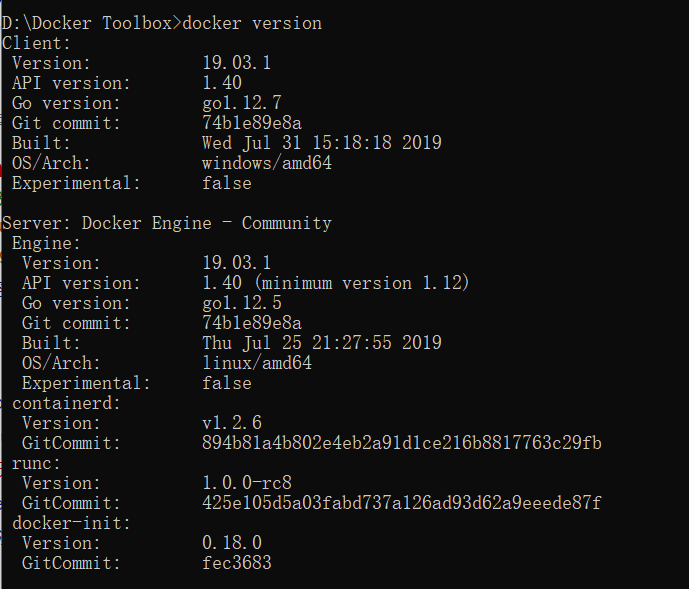 D:\Docker Toolbox>docker version
Client:
 Version:           19.03.1
 API version:       1.40
 Go version:        go1.12.7
 Git commit:        74b1e89e8a
 Built:             Wed Jul 31 15:18:18 2019
 OS/Arch:           windows/amd64
 Experimental:      false

Server: Docker Engine - Community
 Engine:
  Version:          19.03.1
  API version:      1.40 (minimum version 1.12)
  Go version:       go1.12.5
  Git commit:       74b1e89e8a
  Built:            Thu Jul 25 21:27:55 2019
  OS/Arch:          linux/amd64
  Experimental:     false
 containerd:
  Version:          v1.2.6
  GitCommit:        894b81a4b802e4eb2a91d1ce216b8817763c29fb
 runc:
  Version:          1.0.0-rc8
  GitCommit:        425e105d5a03fabd737a126ad93d62a9eeede87f
 docker-init:
  Version:          0.18.0
  GitCommit:        fec3683